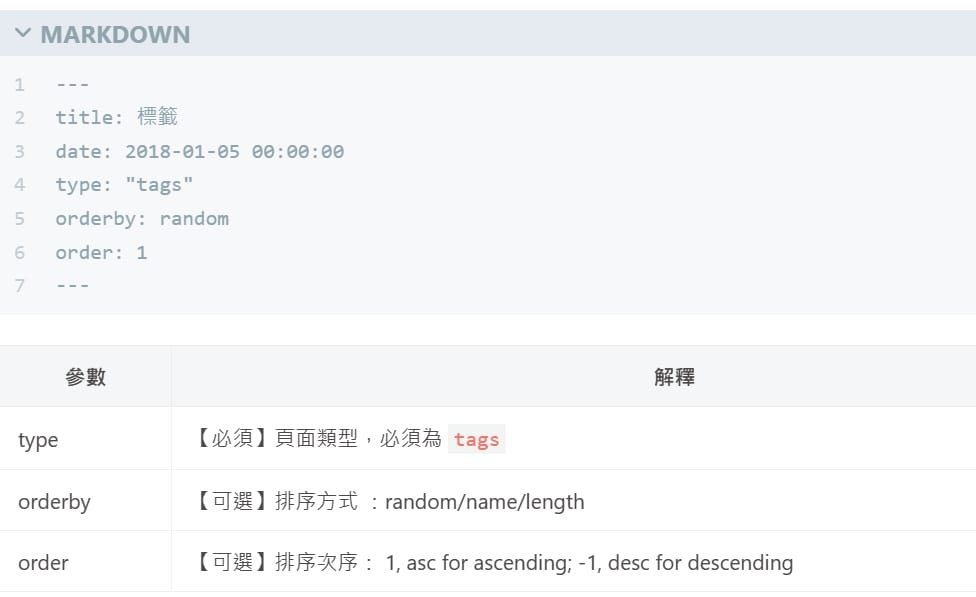 MARKDOWN
1 ---
2 title: 標籤
3 date: 2018-01-05 00:00:00
4 type: "tags"
5 orderby: random
6 order: 1
7 ---
參數 解釋
type 【必須】頁面類型，必須為 tags
orderby 【可選】排序方式 ：random/name/length
order 【可選】排序次序： 1, asc for ascending; -1, desc for descending